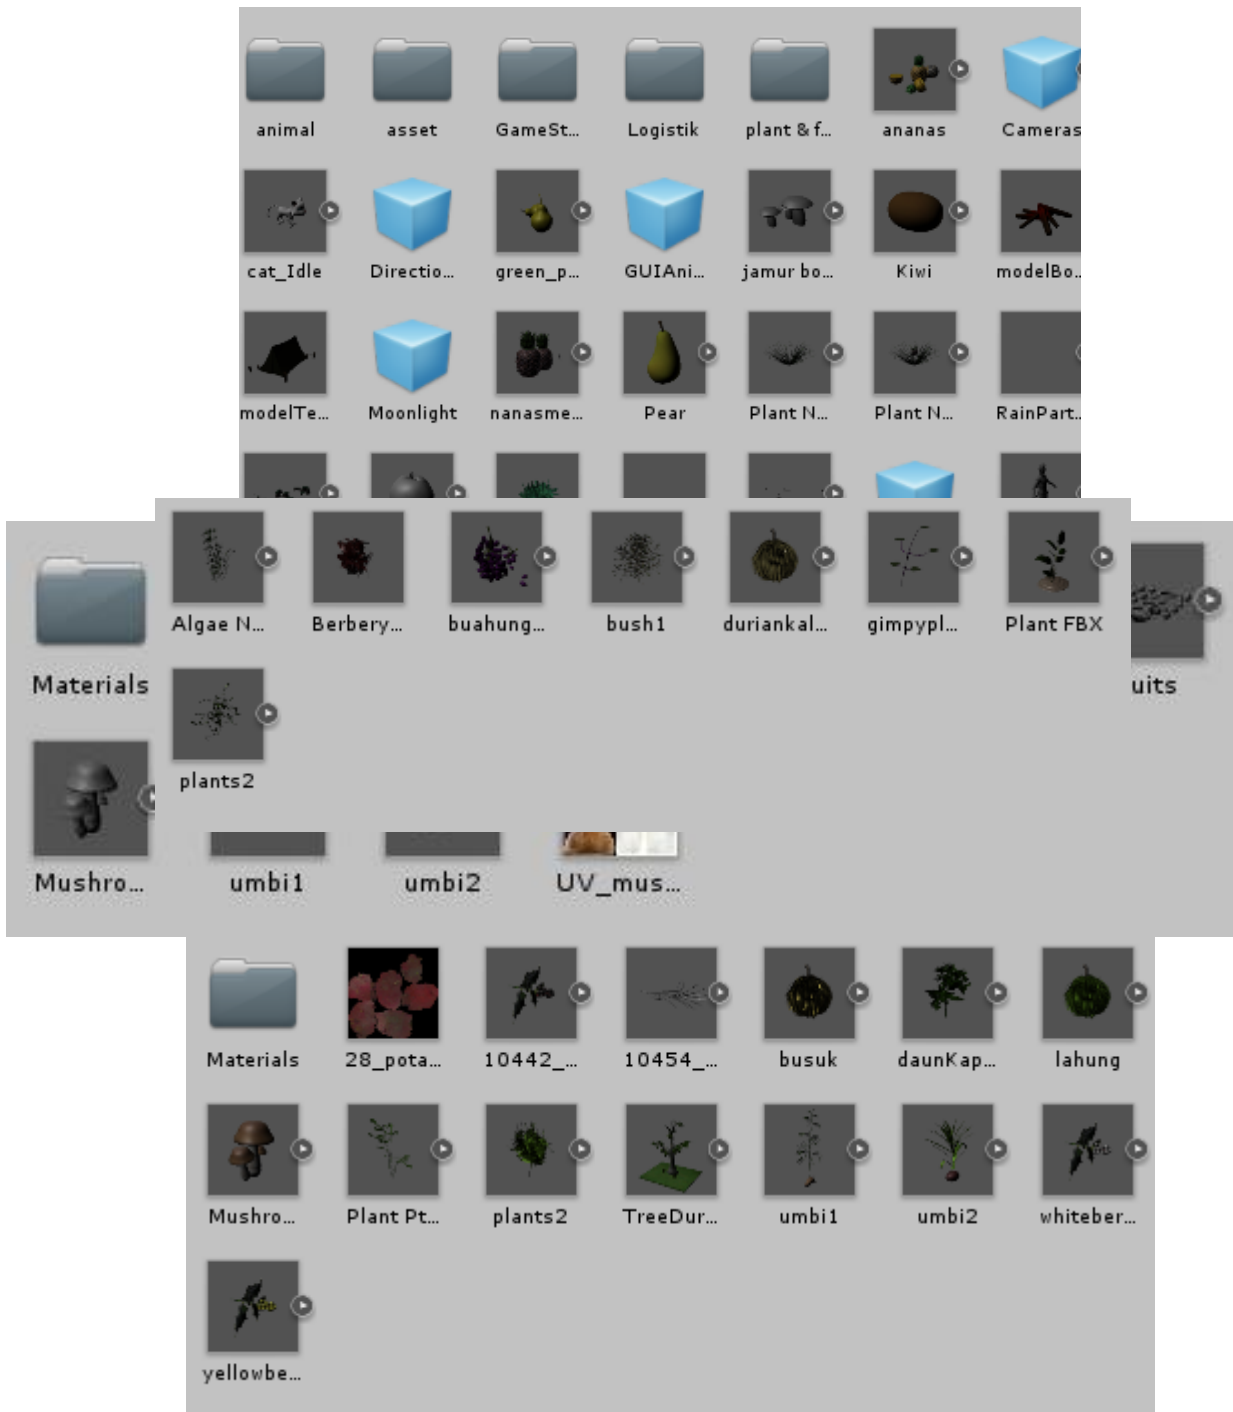 animal asset GameSt... Logistik plant & f... ananas Cameras
cat_Idle Directio... green_p... GUIAni... jamur bo... Kiwi modelBo...
modelTe... Moonlight nanasme... Pear Plant N... Plant N... RainPart...
Algae N... Berbery... buahung... bush1 duriankal... gimpypl... Plant FBX
Materials uits
plants2
Mushro... umbi1 umbi2 UV_mus...
Materials 28_pota... 10442_... 10454_... busuk daunKap... lahung
Mushro... Plant Pt... plants2 TreeDur... umbi1 umbi2 whiteber...
yellowbe...